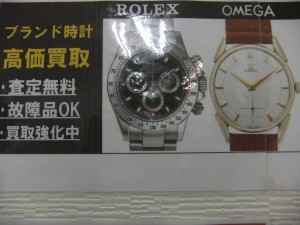 ブランド時計
高価買取
・査定無料
・故障品OK
・買取強化中
ROLEX
OMEGA